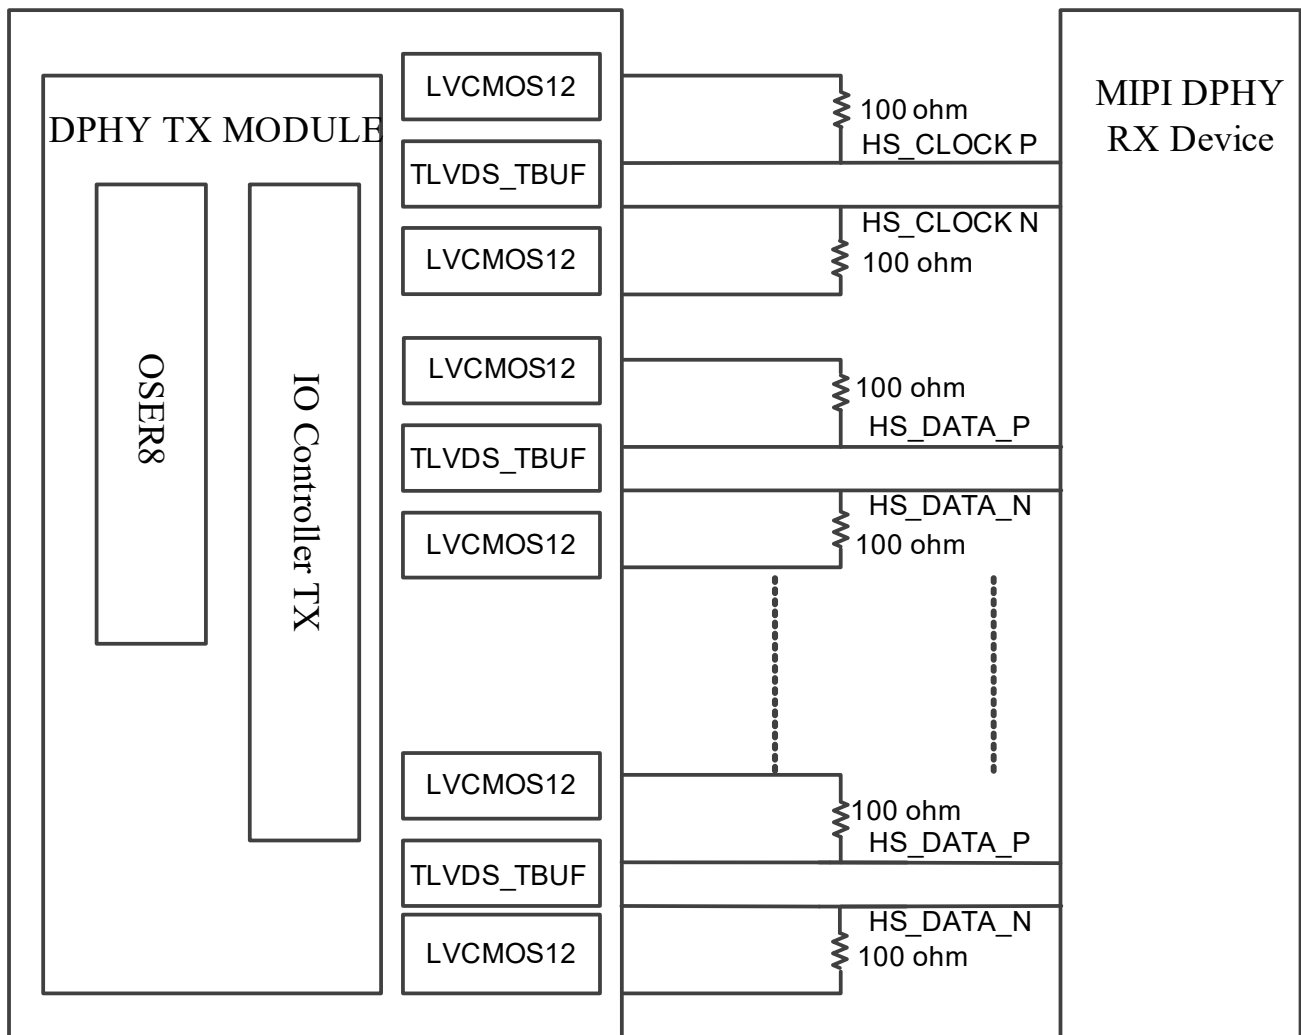 DPHY TX MODULE
OSER8
IO Controller TX
LVCMOS12
TLVDS_TBUF
LVCMOS12
LVCMOS12
TLVDS_TBUF
LVCMOS12
LVCMOS12
TLVDS_TBUF
LVCMOS12
100 ohm
HS_CLOCK P
HS_CLOCK N
100 ohm
100 ohm
HS_DATA_P
HS_DATA_N
100 ohm
100 ohm
HS_DATA_P
HS_DATA_N
100 ohm
MIPI DPHY
RX Device